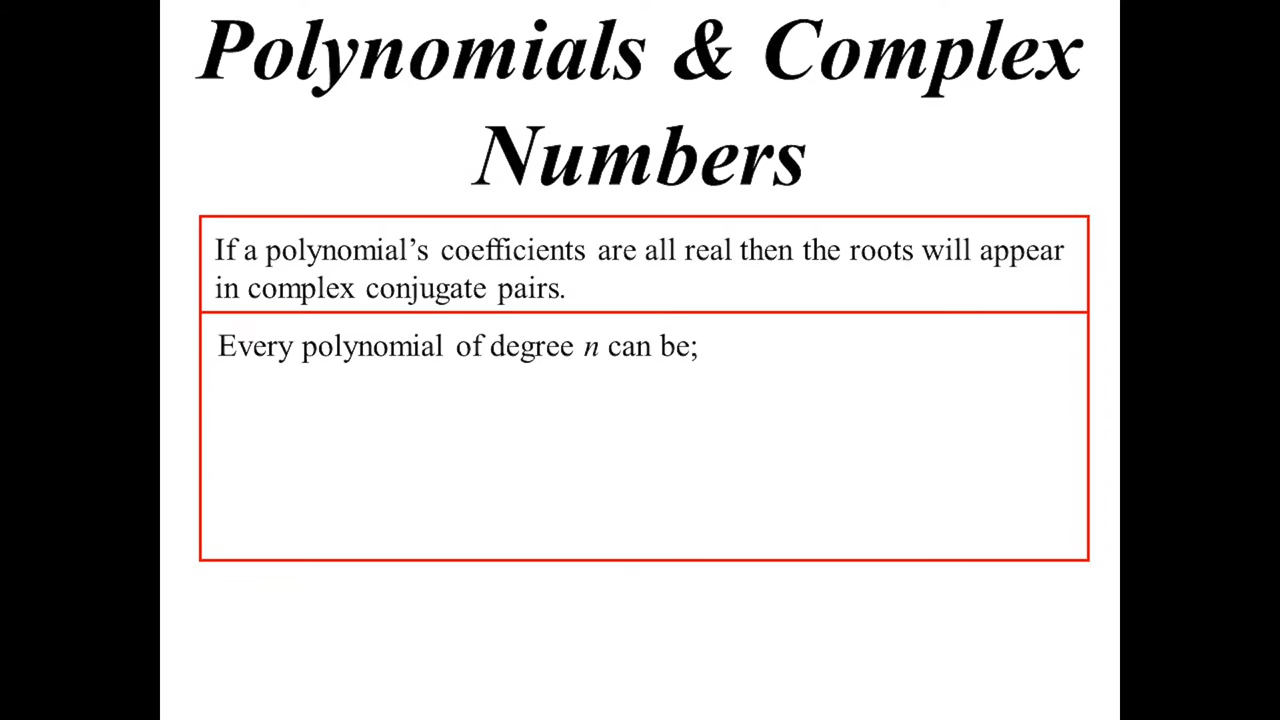 Polynomials & Complex
Numbers
If a polynomial’s coefficients are all real then the roots will appear
in complex conjugate pairs.
Every polynomial of degree n can be;